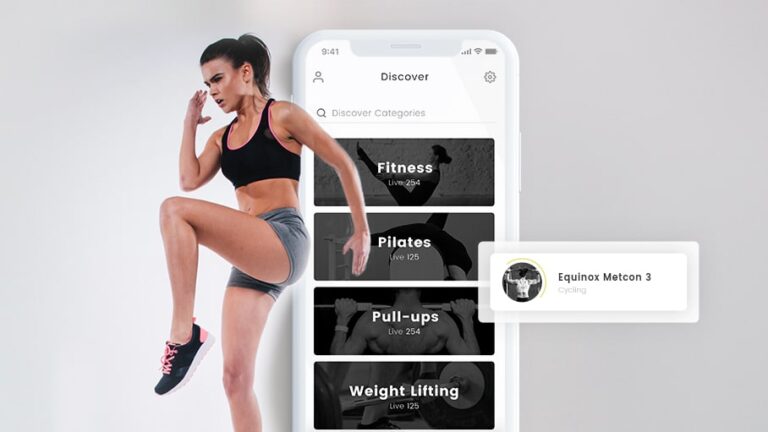 9:41
Discover
Discover Categories
Fitness
Live 254
Pilates
Live 125
Pull-ups
Live 254
Weight Lifting
Live 125
Equinox Metcon 3
Cycling